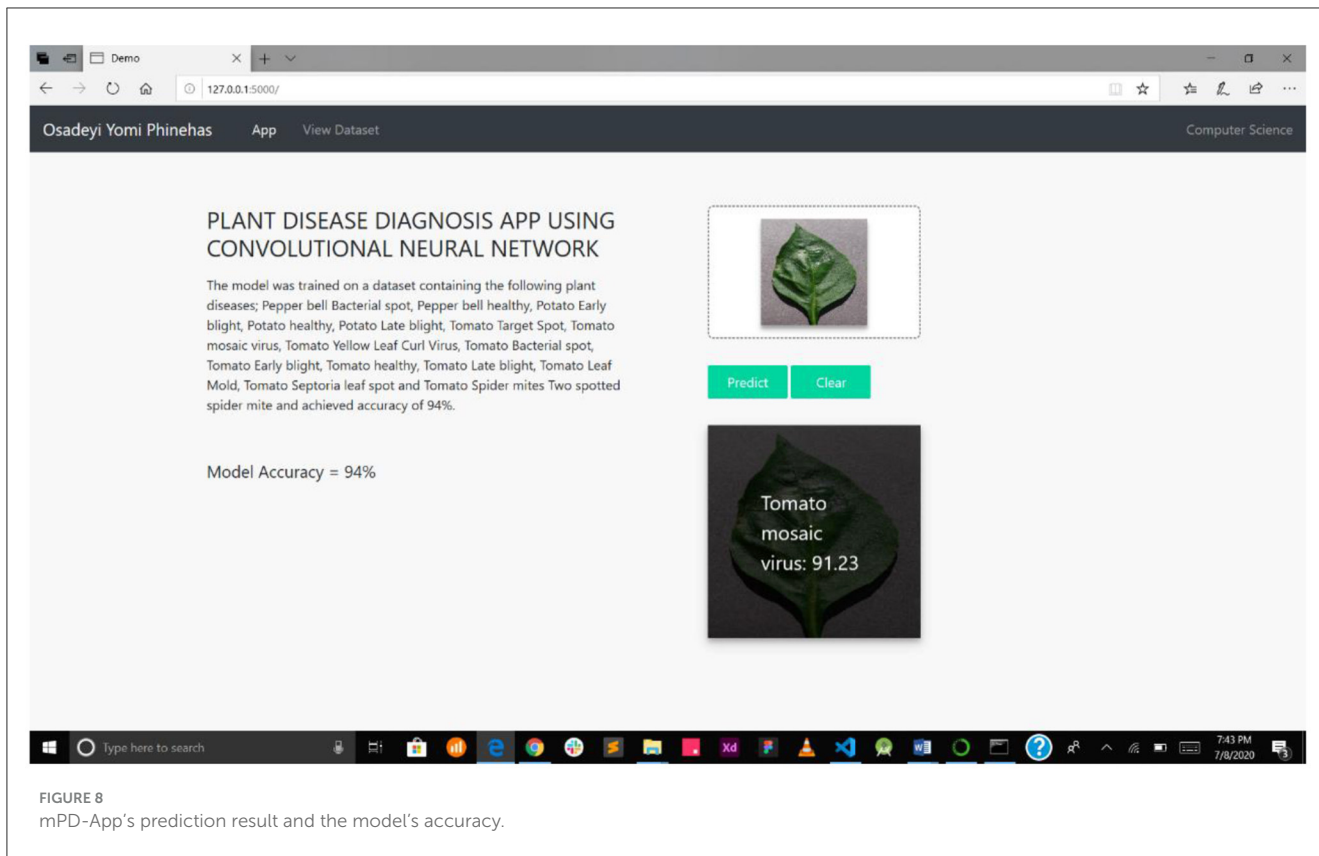 Demo
127.0.0.1:5000/
Osadeyi Yomi Phinehas App View Dataset Computer Science
PLANT DISEASE DIAGNOSIS APP USING
CONVOLUTIONAL NEURAL NETWORK
The model was trained on a dataset containing the following plant
diseases; Pepper bell Bacterial spot, Pepper bell healthy, Potato Early
blight, Potato healthy, Potato Late blight, Tomato Target Spot, Tomato
mosaic virus, Tomato Yellow Leaf Curl Virus, Tomato Bacterial spot,
Tomato Early blight, Tomato healthy, Tomato Late blight, Tomato Leaf
Mold, Tomato Septoria leaf spot and Tomato Spider mites Two spotted
spider mite and achieved accuracy of 94%.
Model Accuracy = 94%
Predict Clear
Tomato
mosaic
virus: 91.23
Type here to search
Xd
7:43 PM
7/8/2020
3
FIGURE 8
mPD-App's prediction result and the model's accuracy.